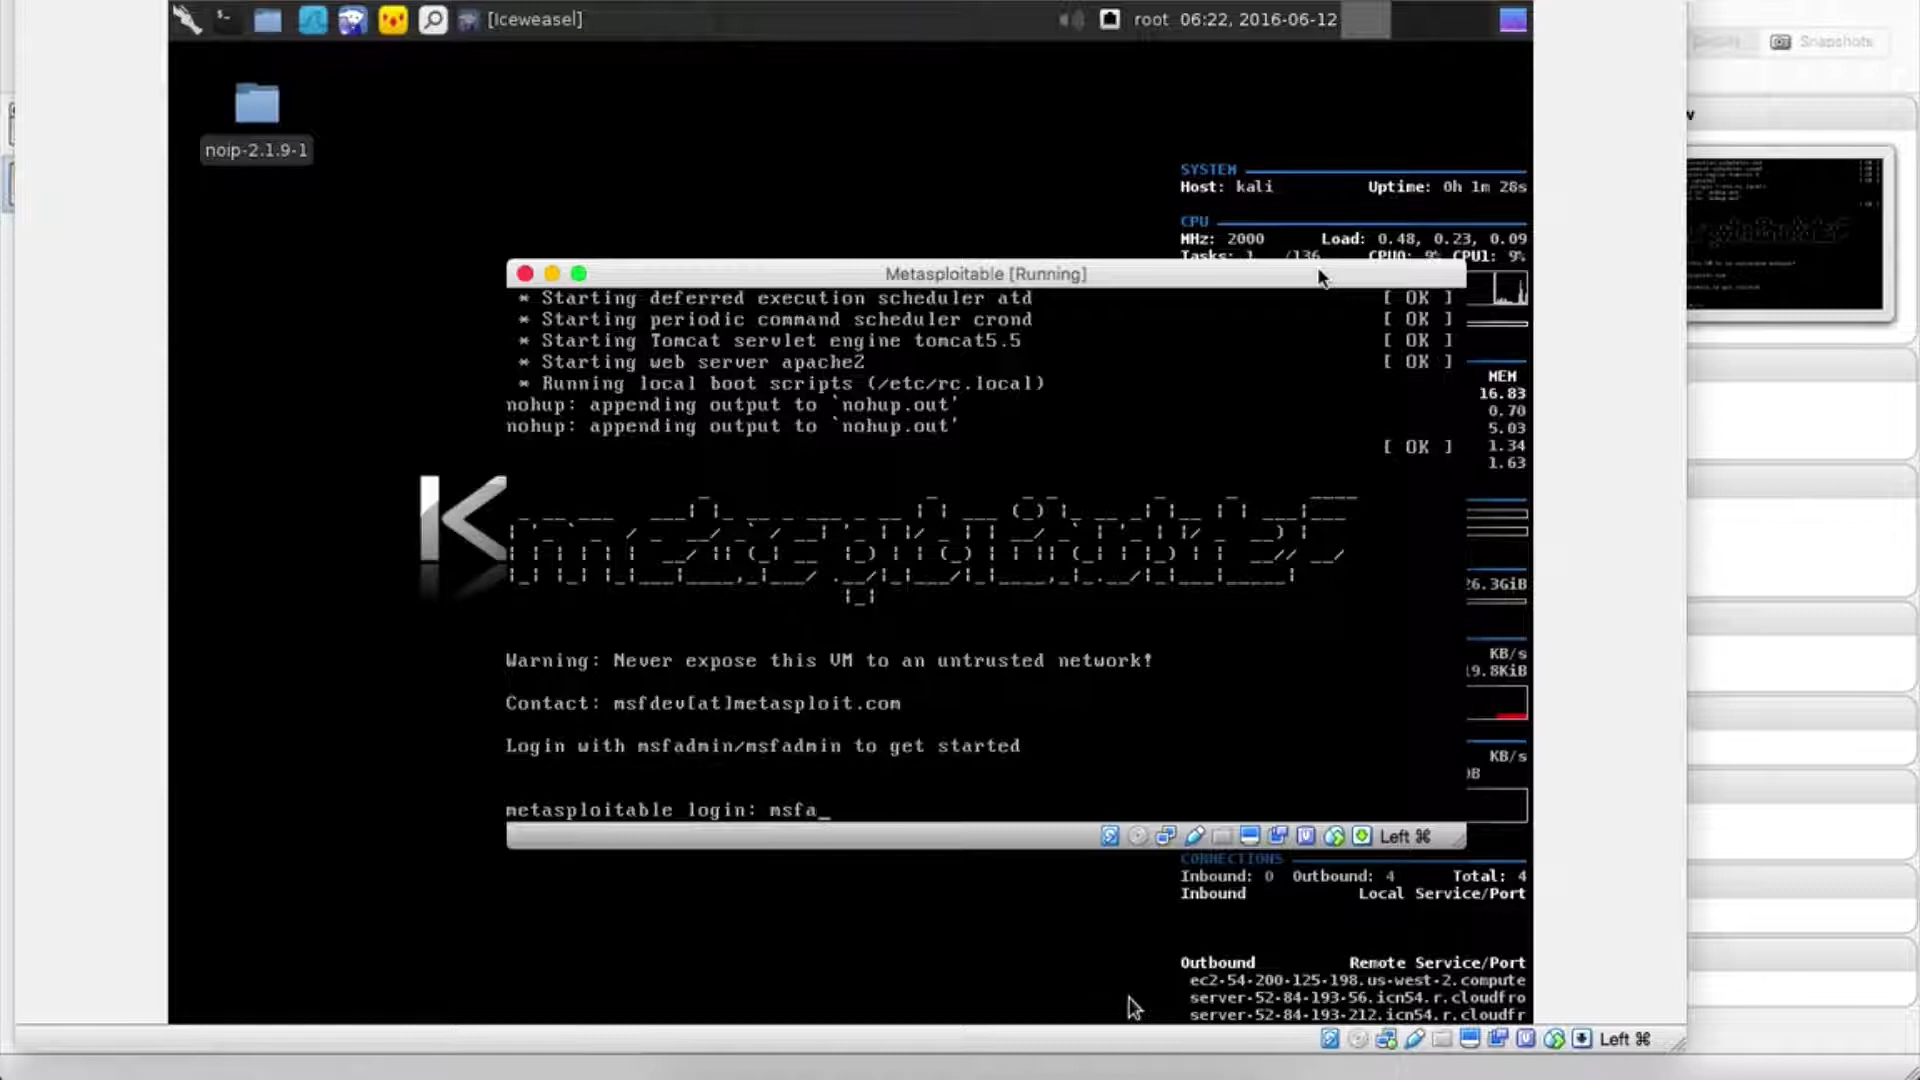 [Iceweasel]
root 06:22, 2016-06-12
Snapshots
noip-2.1.9-1
SYSTEM
Host: kali Uptime: 0h 1m 28s
CPU
MHz: 2000 Load: 0.48, 0.23, 0.09
Tasks: 1 /136 CPU0: 9% CPU1: 9%
Metasploitable [Running]
* Starting deferred execution scheduler atd [ OK ]
* Starting periodic command scheduler crond [ OK ]
* Starting Tomcat servlet engine tomcat5.5 [ OK ]
* Starting web server apache2 [ OK ]
* Running local boot scripts (/etc/rc.local)
nohup: appending output to `nohup.out'
nohup: appending output to `nohup.out'
[ OK ]
MEM
16.83
0.70
5.03
1.34
1.63
K
metasploitable2
26.3GiB
Warning: Never expose this VM to an untrusted network!
KB/s
19.8KiB
Contact: msfdev[at]metasploit.com
Login with msfadmin/msfadmin to get started
KB/s
metasploitable login: msfa_
Left ⌘
CONNECTIONS
Inbound: 0 Outbound: 4 Total: 4
Inbound Local Service/Port
Outbound Remote Service/Port
ec2-54-200-125-198.us-west-2.compute
server-52-84-193-56.icn54.r.cloudfro
server-52-84-193-212.icn54.r.cloudfr
Left ⌘